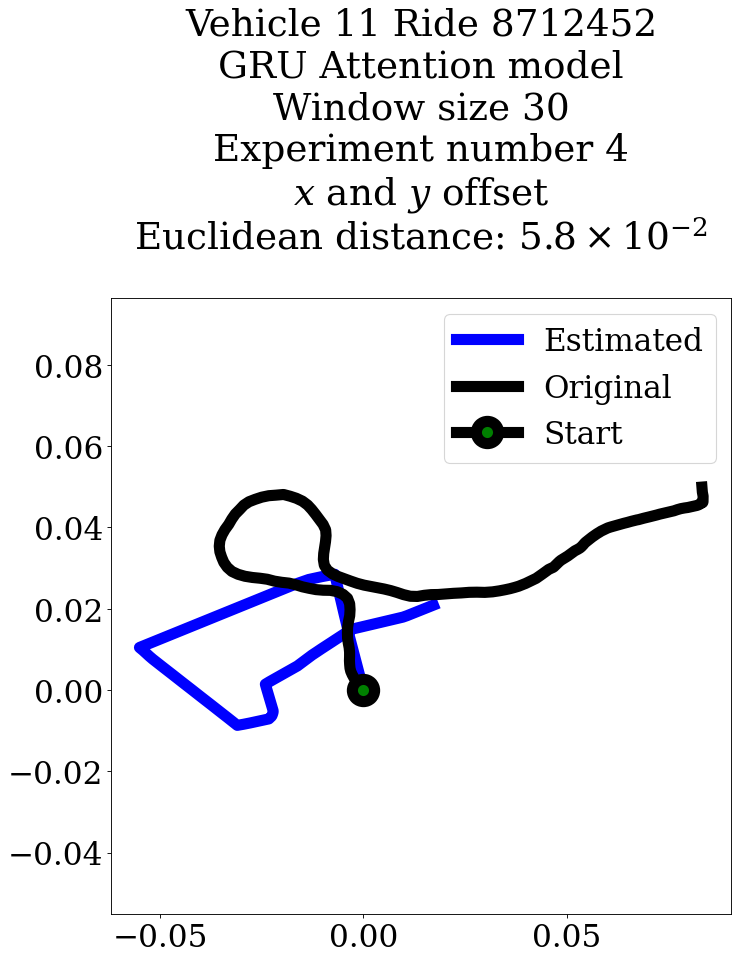 Vehicle 11 Ride 8712452
GRU Attention model
Window size 30
Experiment number 4
x and y offset
Euclidean distance: 5.8 × 10⁻²
Estimated
Original
Start
0.08
0.06
0.04
0.02
0.00
−0.02
−0.04
−0.05 0.00 0.05